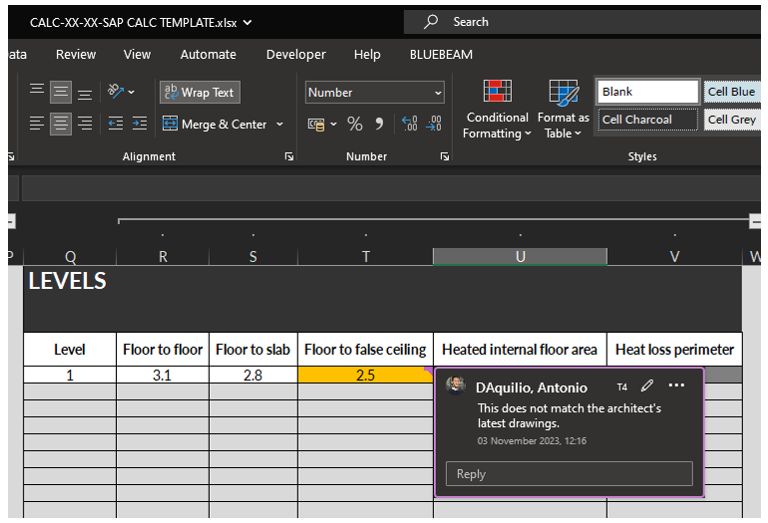 CALC-XX-XX-SAP CALC TEMPLATE.xlsx
Search
ata Review View Automate Developer Help BLUEBEAM
ab Wrap Text
Number
Conditional Formatting
Format as Table
Blank
Cell Blue
Merge & Center
% 9 .00 .00
Cell Charcoal
Cell Grey
Alignment
Number
Styles
P Q R S T U V W
LEVELS
Level Floor to floor Floor to slab Floor to false ceiling Heated internal floor area Heat loss perimeter
1 3.1 2.8 2.5
DAquilio, Antonio T4
This does not match the architect's
latest drawings.
03 November 2023, 12:16
Reply